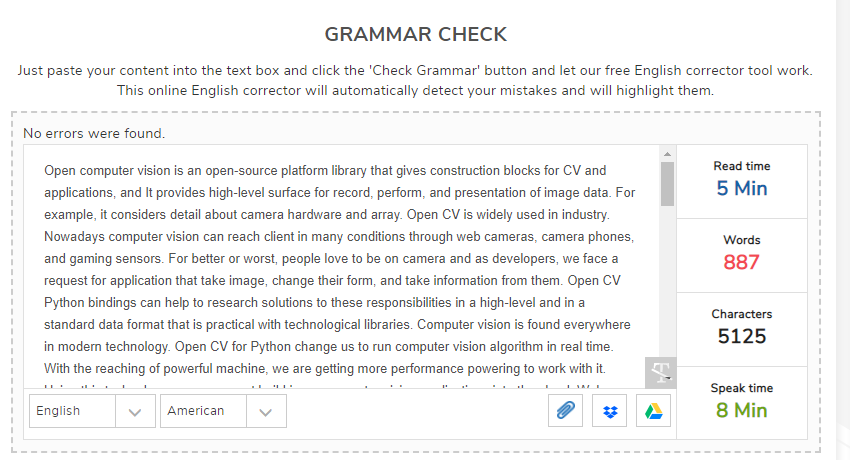 GRAMMAR CHECK
Just paste your content into the text box and click the 'Check Grammar' button and let our free English corrector tool work.
This online English corrector will automatically detect your mistakes and will highlight them.
No errors were found.
Open computer vision is an open-source platform library that gives construction blocks for CV and
applications, and It provides high-level surface for record, perform, and presentation of image data. For
example, it considers detail about camera hardware and array. Open CV is widely used in industry.
Nowadays computer vision can reach client in many conditions through web cameras, camera phones,
and gaming sensors. For better or worst, people love to be on camera and as developers, we face a
request for application that take image, change their form, and take information from them. Open CV
Python bindings can help to research solutions to these responsibilities in a high-level and in a
standard data format that is practical with technological libraries. Computer vision is found everywhere
in modern technology. Open CV for Python change us to run computer vision algorithm in real time.
With the reaching of powerful machine, we are getting more performance powering to work with it.
Read time
5 Min
Words
887
Characters
5125
Speak time
8 Min
English
American